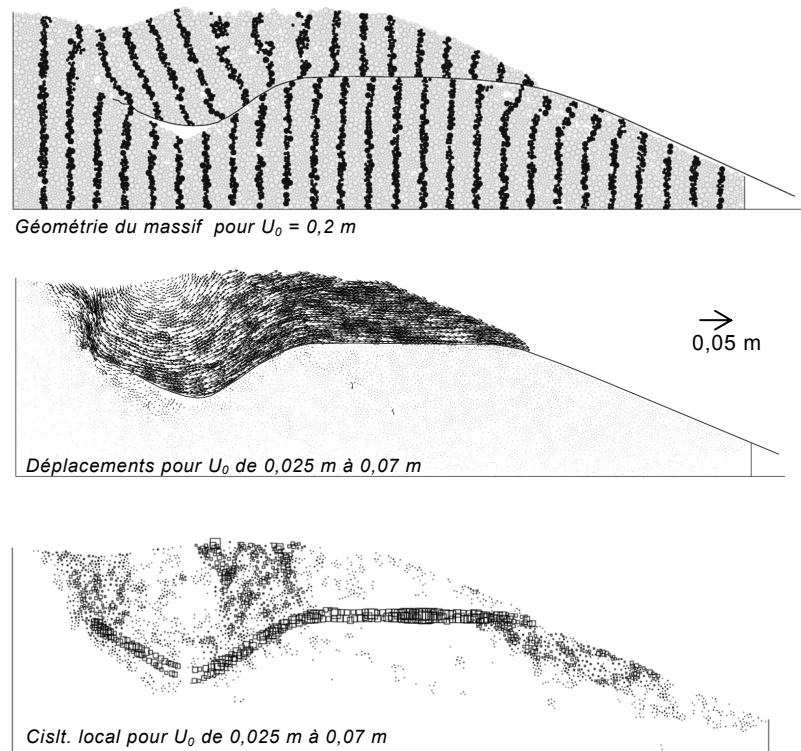 Géométrie du massif pour U0 = 0,2 m
0,05 m
Déplacements pour U0 de 0,025 m à 0,07 m
Cislt. local pour U0 de 0,025 m à 0,07 m